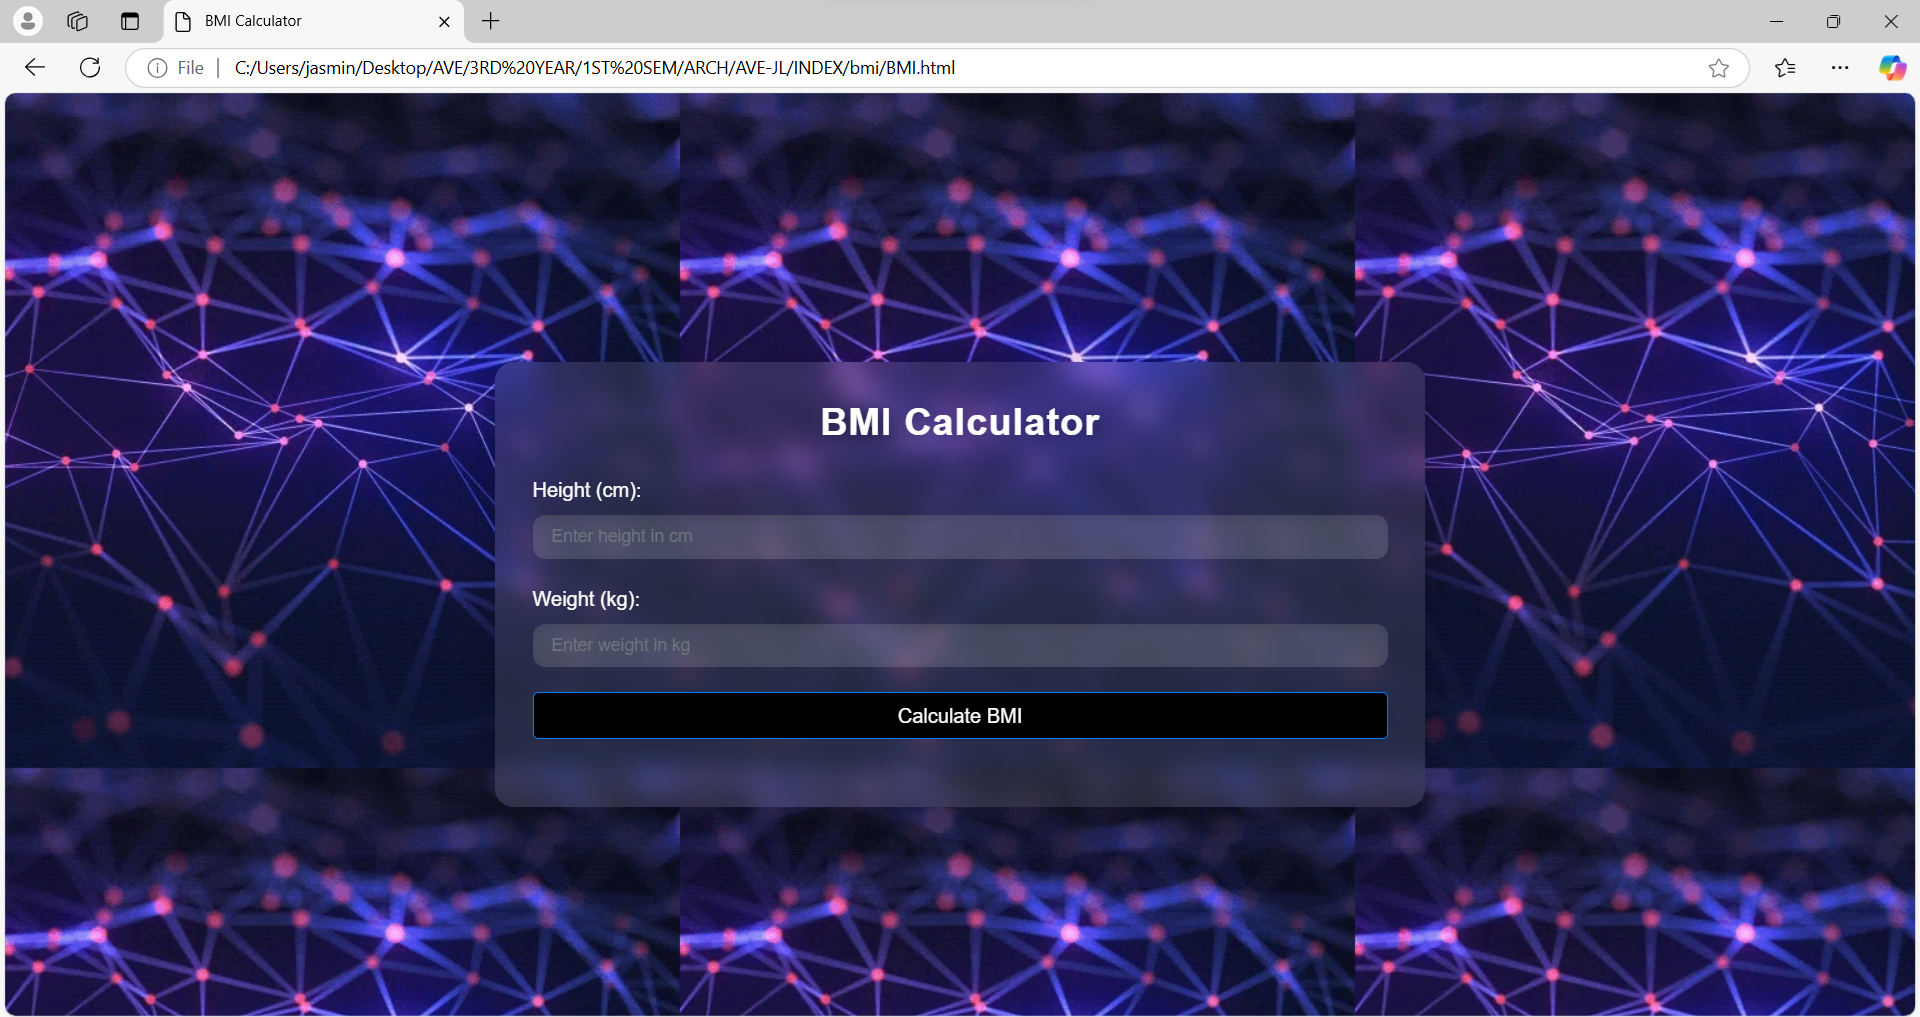 BMI Calculator
File
C:/Users/jasmin/Desktop/AVE/3RD%20YEAR/1ST%20SEM/ARCH/AVE-JL/INDEX/bmi/BMI.html
BMI Calculator
Height (cm):
Enter height in cm
Weight (kg):
Enter weight in kg
Calculate BMI